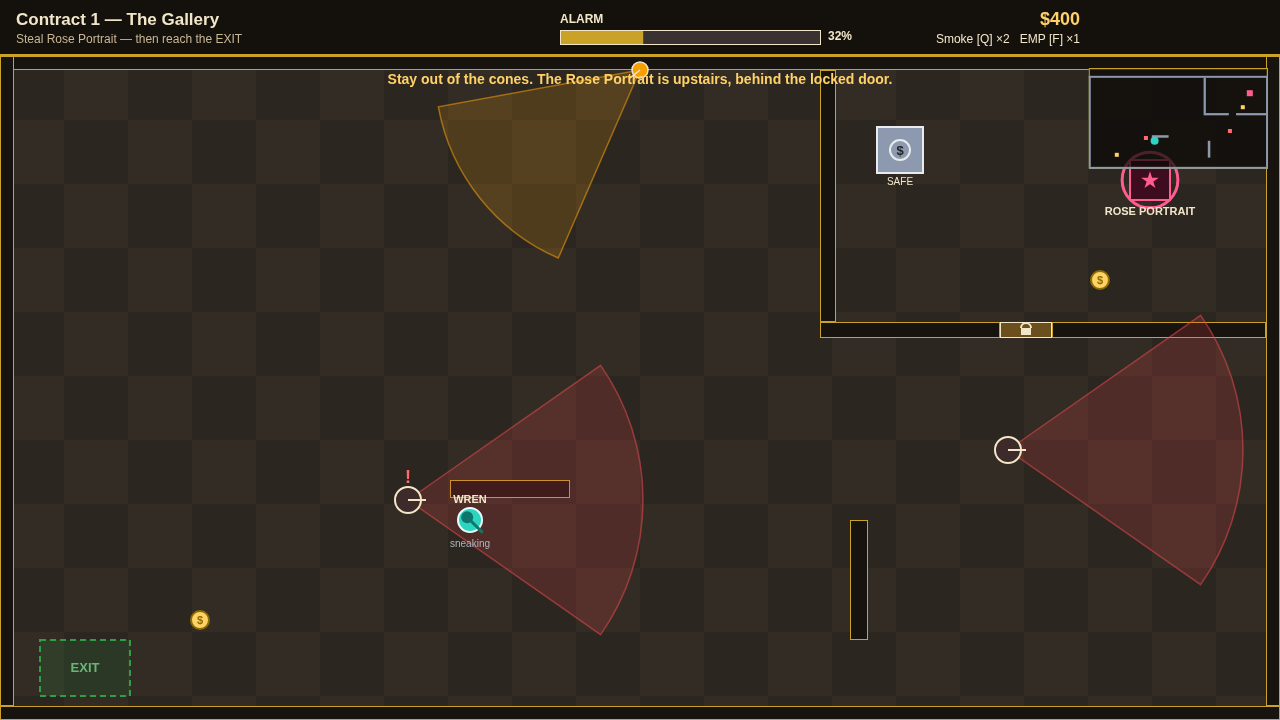 Contract 1 — The Gallery
Steal Rose Portrait — then reach the EXIT
ALARM
32%
$400
Smoke [Q] ×2 EMP [F] ×1
Stay out of the cones. The Rose Portrait is upstairs, behind the locked door.
$
SAFE
★
ROSE PORTRAIT
$
!
WREN
sneaking
$
EXIT